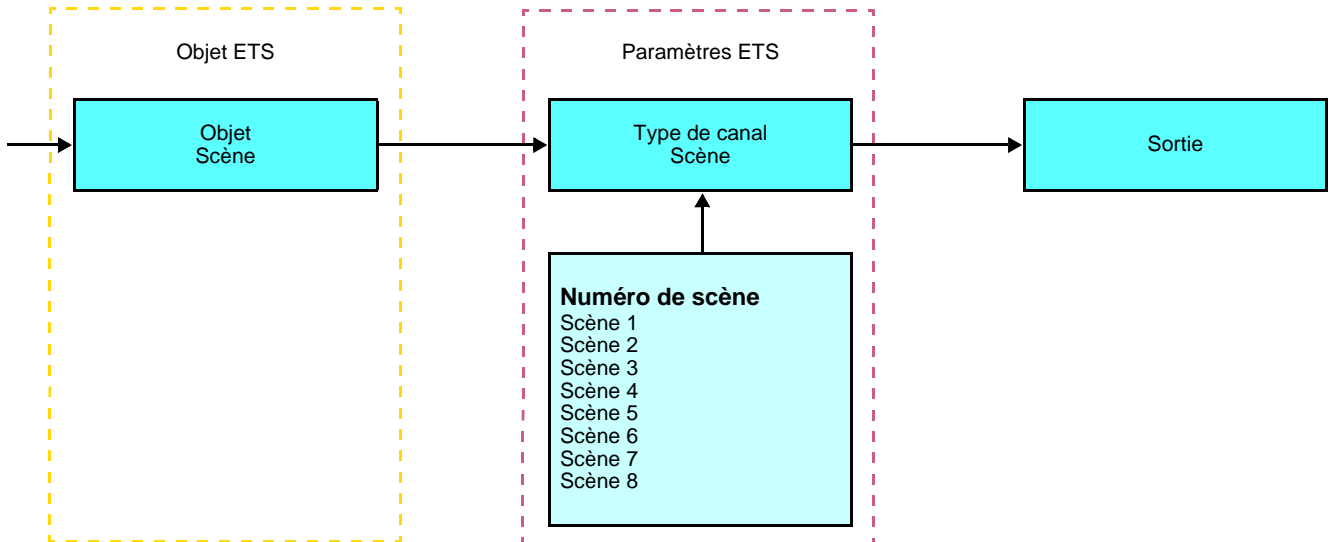 Objet ETS
Paramètres ETS
Objet
Scène
Type de canal
Scène
Sortie
Numéro de scène
Scène 1
Scène 2
Scène 3
Scène 4
Scène 5
Scène 6
Scène 7
Scène 8